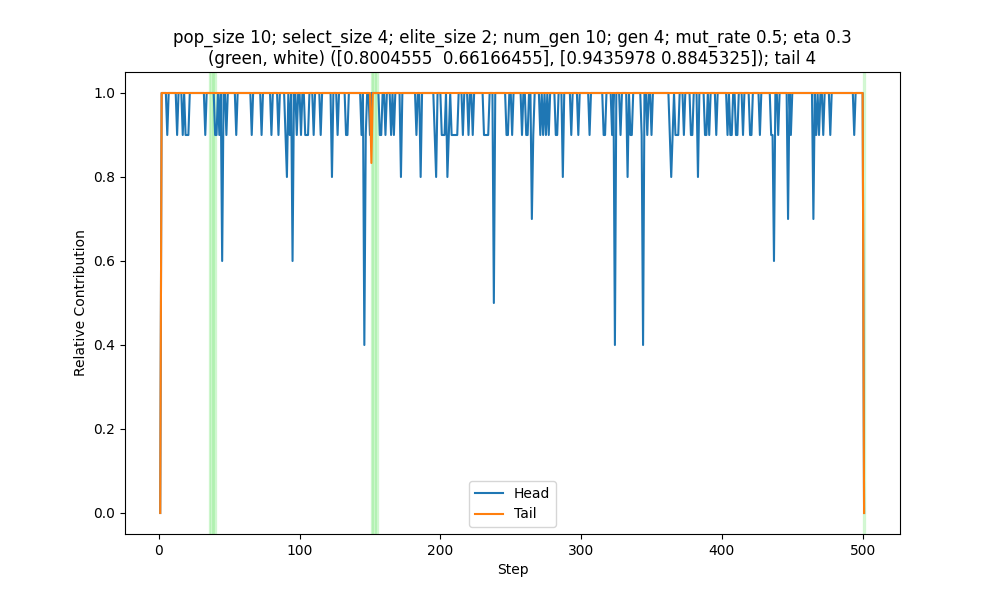 pop_size 10; select_size 4; elite_size 2; num_gen 10; gen 4; mut_rate 0.5; eta 0.3
(green, white) ([0.8004555  0.66166455], [0.9435978 0.8845325]); tail 4
Relative Contribution
1.0
0.8
0.6
0.4
0.2
0.0
Head
Tail
0
100
200
300
400
500
Step